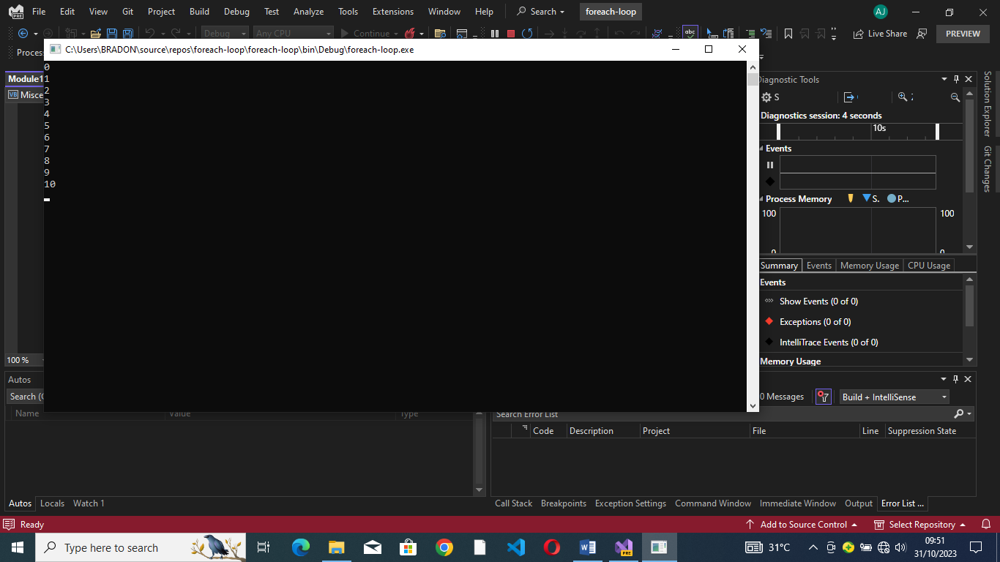 File Edit View Git Project Build Debug Test Analyze Tools Extensions Window Help Search foreach-loop AJ
Debug Any CPU Continue abc Live Share PREVIEW
Proces
C:\Users\BRADON\source\repos\foreach-loop\foreach-loop\bin\Debug\foreach-loop.exe
0
1
2
3
4
5
6
7
8
9
10
Module1
VB Misce
100 %
Diagnostic Tools
S
Diagnostics session: 4 seconds
10s
Events
Process Memory S. P...
100 100
0 0
Summary Events Memory Usage CPU Usage
Events
Show Events (0 of 0)
Exceptions (0 of 0)
IntelliTrace Events (0 of 0)
Memory Usage
Solution Explorer
Git Changes
Autos
Search (C
Name Value Type
Autos Locals Watch 1
0 Messages Build + IntelliSense
Search Error List
Code Description Project File Line Suppression State
Call Stack Breakpoints Exception Settings Command Window Immediate Window Output Error List ...
Ready Add to Source Control Select Repository
Type here to search 31°C 09:51
31/10/2023